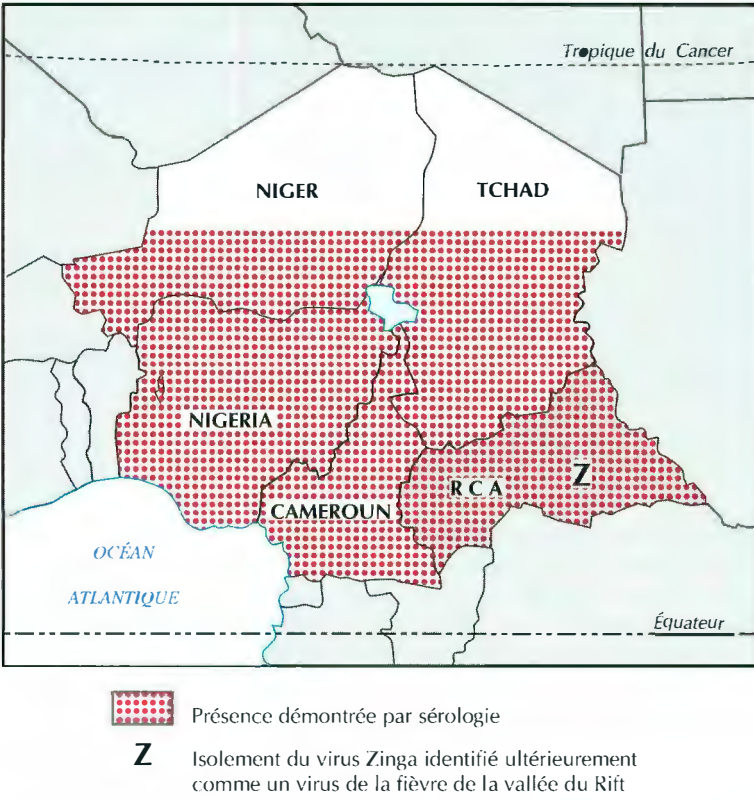 Tropique du Cancer
NIGER
TCHAD
NIGERIA
R C A
Z
CAMEROUN
OCÉAN
ATLANTIQUE
Équateur
Présence démontrée par sérologie
Z Isolement du virus Zinga identifié ultérieurement
comme un virus de la fièvre de la vallée du Rift